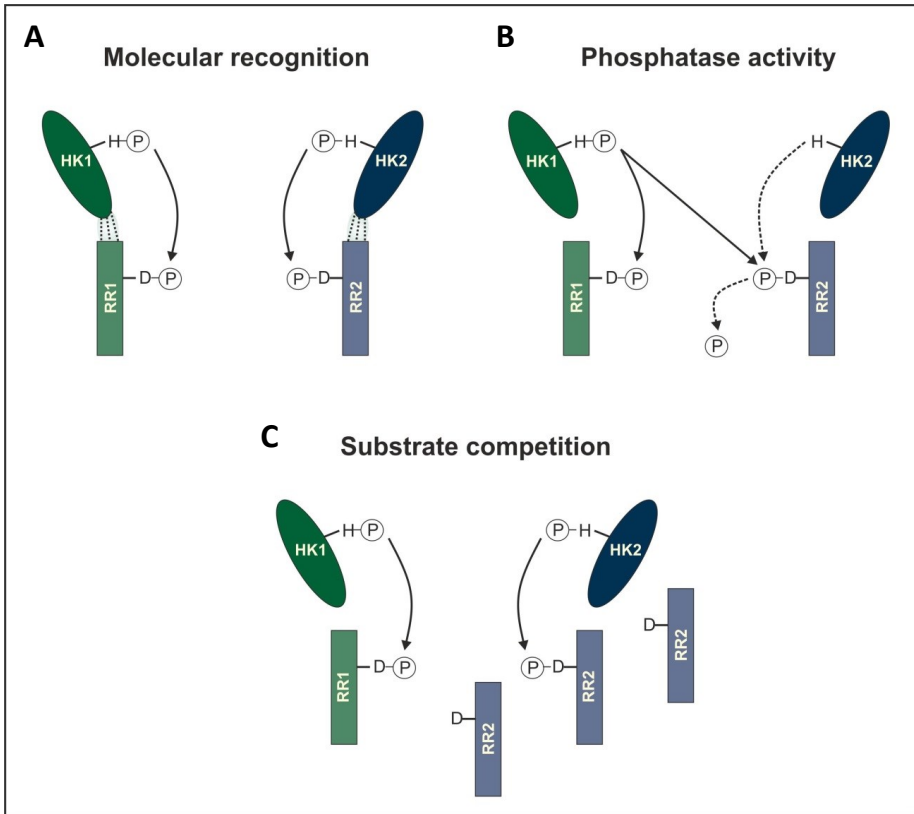 A
Molecular recognition
HK1
H
P
P
H
HK2
RR1
D
P
P
D
RR2
B
Phosphatase activity
HK1
H
P
H
HK2
RR1
D
P
P
D
RR2
P
C
Substrate competition
HK1
H
P
P
H
HK2
RR1
D
P
P
D
RR2
D
RR2
D
RR2